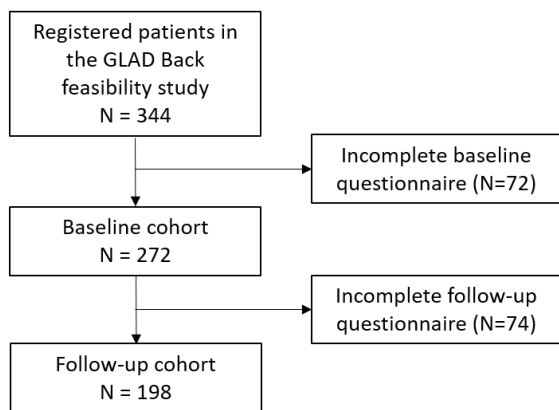 Registered patients in
the GLAD Back
feasibility study
N = 344
Incomplete baseline
questionnaire (N=72)
Baseline cohort
N = 272
Incomplete follow-up
questionnaire (N=74)
Follow-up cohort
N = 198